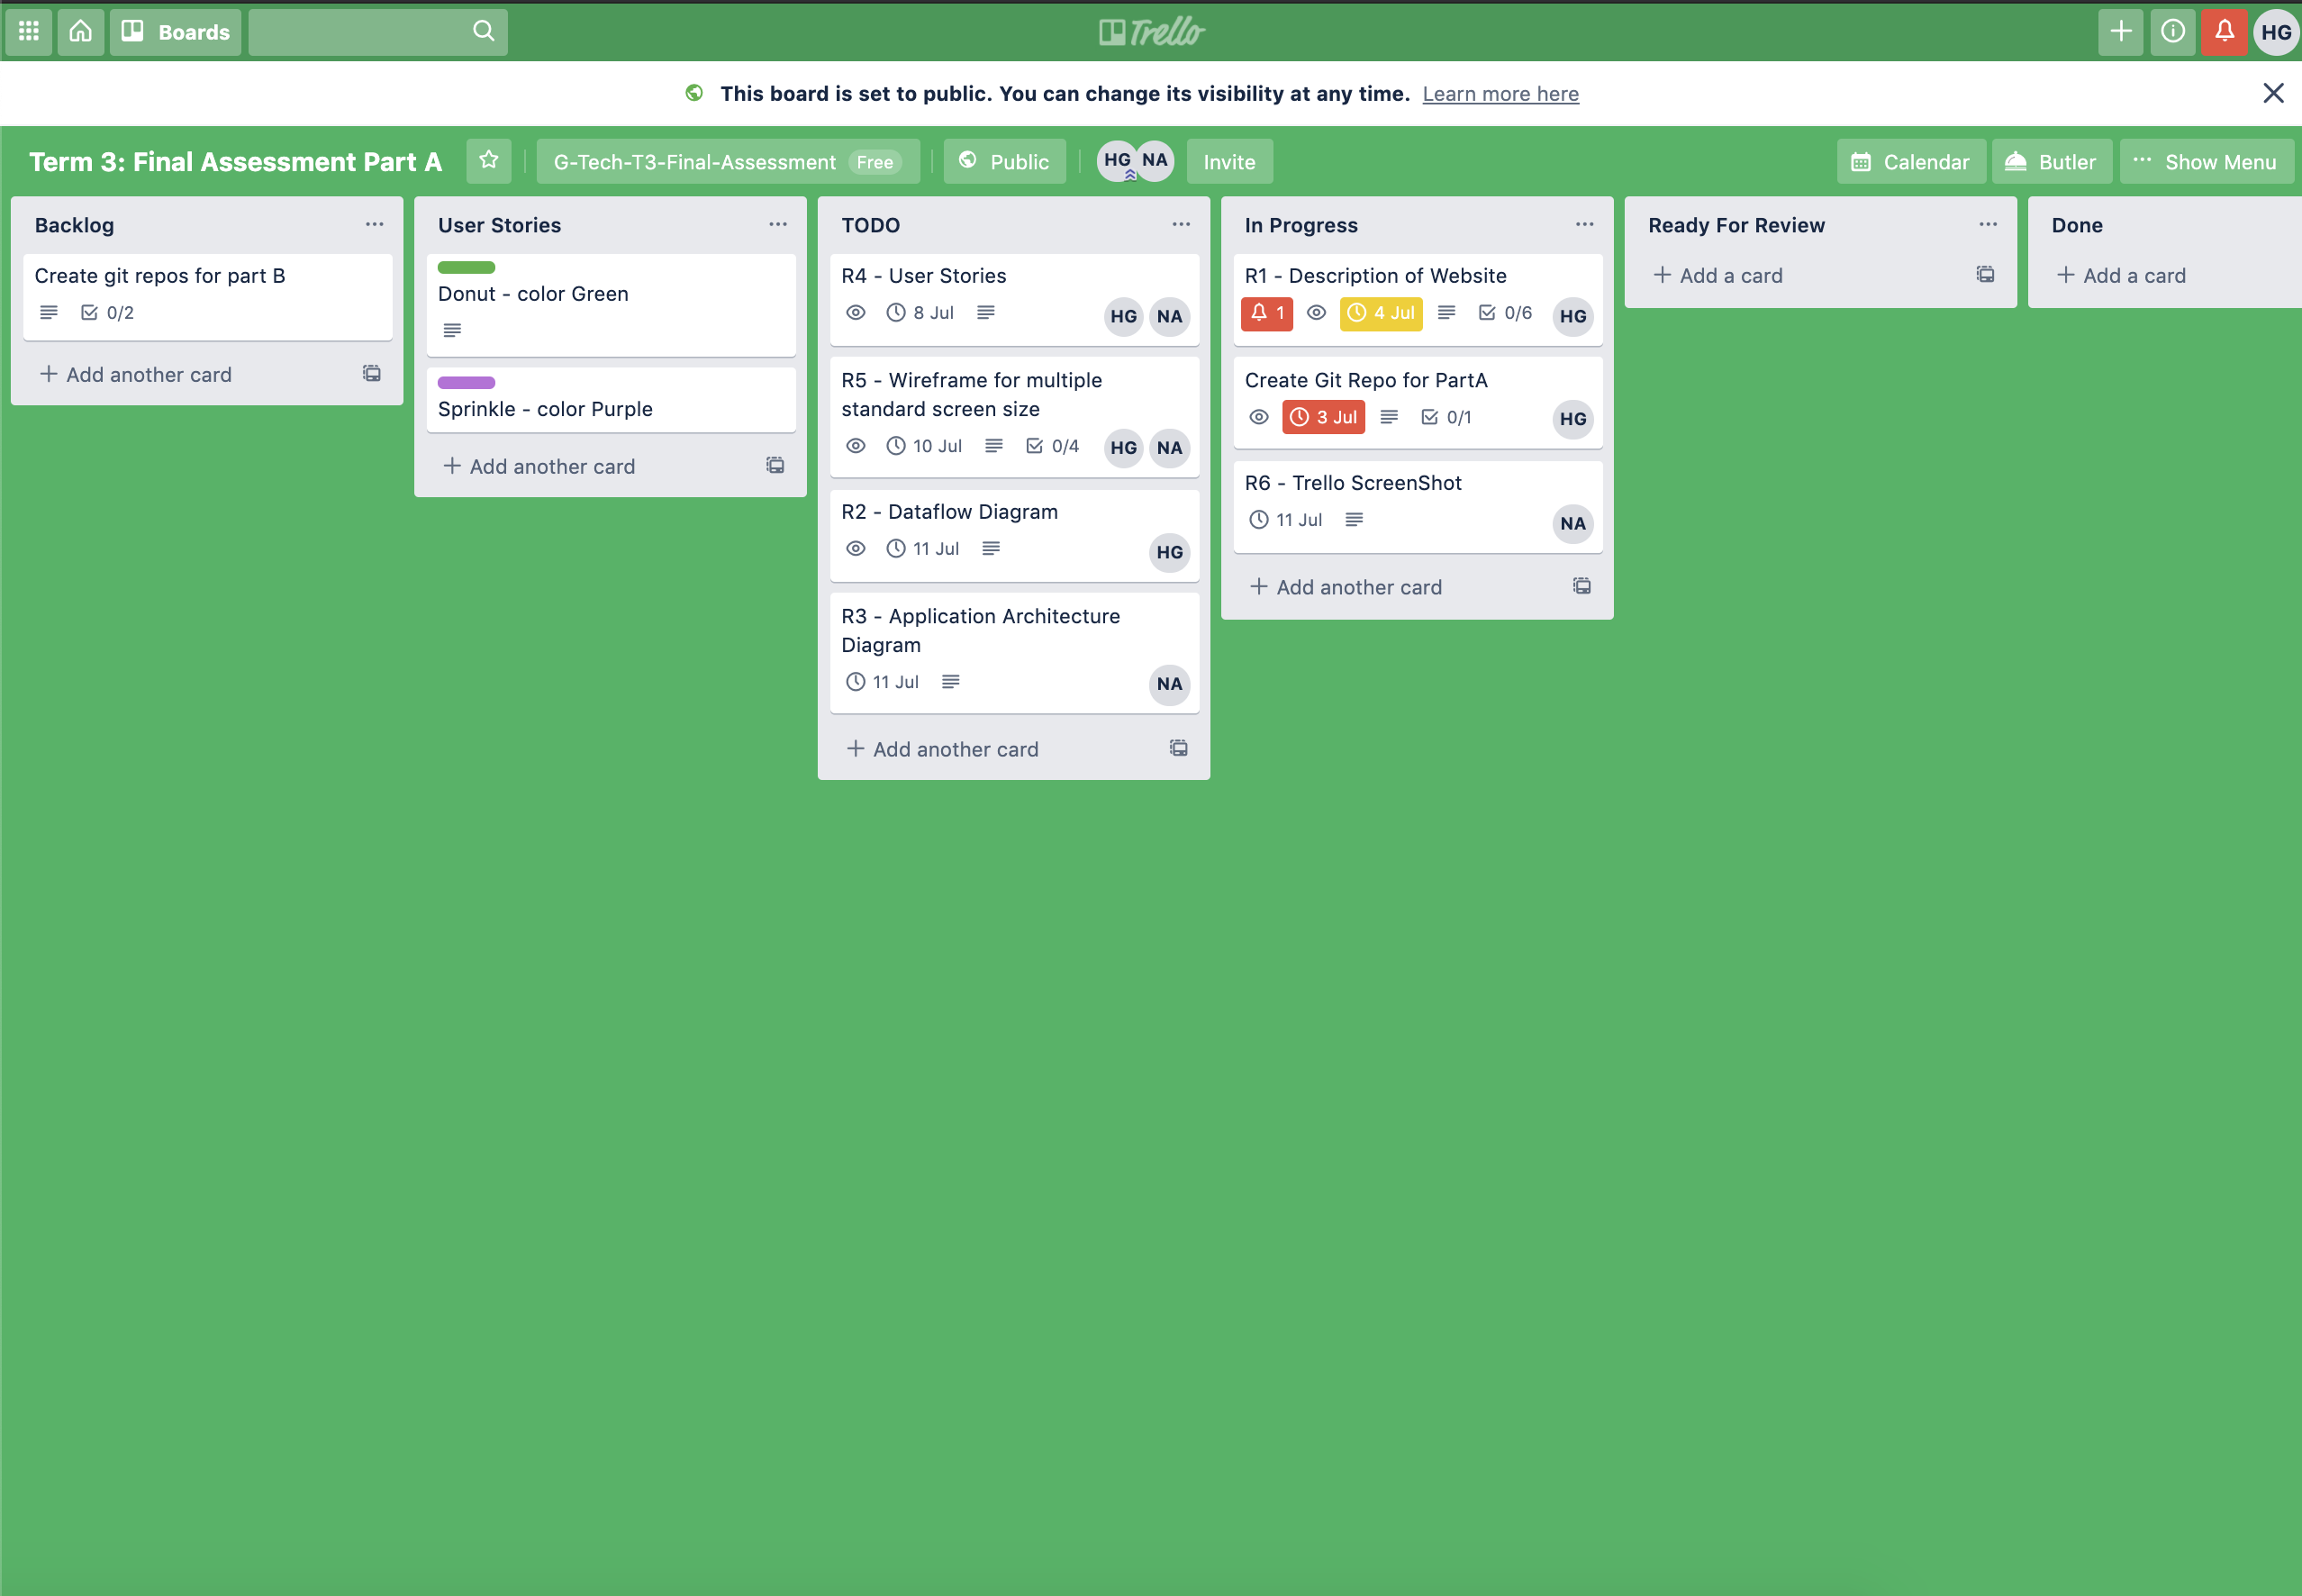 Boards
Trello
HG
This board is set to public. You can change its visibility at any time. Learn more here
Term 3: Final Assessment Part A
G-Tech-T3-Final-Assessment Free
Public
HG NA
Invite
Calendar
Butler
Show Menu
Backlog
Create git repos for part B
0/2
Add another card
User Stories
Donut - color Green
Sprinkle - color Purple
Add another card
TODO
R4 - User Stories
8 Jul
HG NA
R5 - Wireframe for multiple
standard screen size
10 Jul 0/4
HG NA
R2 - Dataflow Diagram
11 Jul
HG
R3 - Application Architecture
Diagram
11 Jul
NA
Add another card
In Progress
R1 - Description of Website
1 4 Jul 0/6
HG
Create Git Repo for PartA
3 Jul 0/1
HG
R6 - Trello ScreenShot
11 Jul
NA
Add another card
Ready For Review
Add a card
Done
Add a card